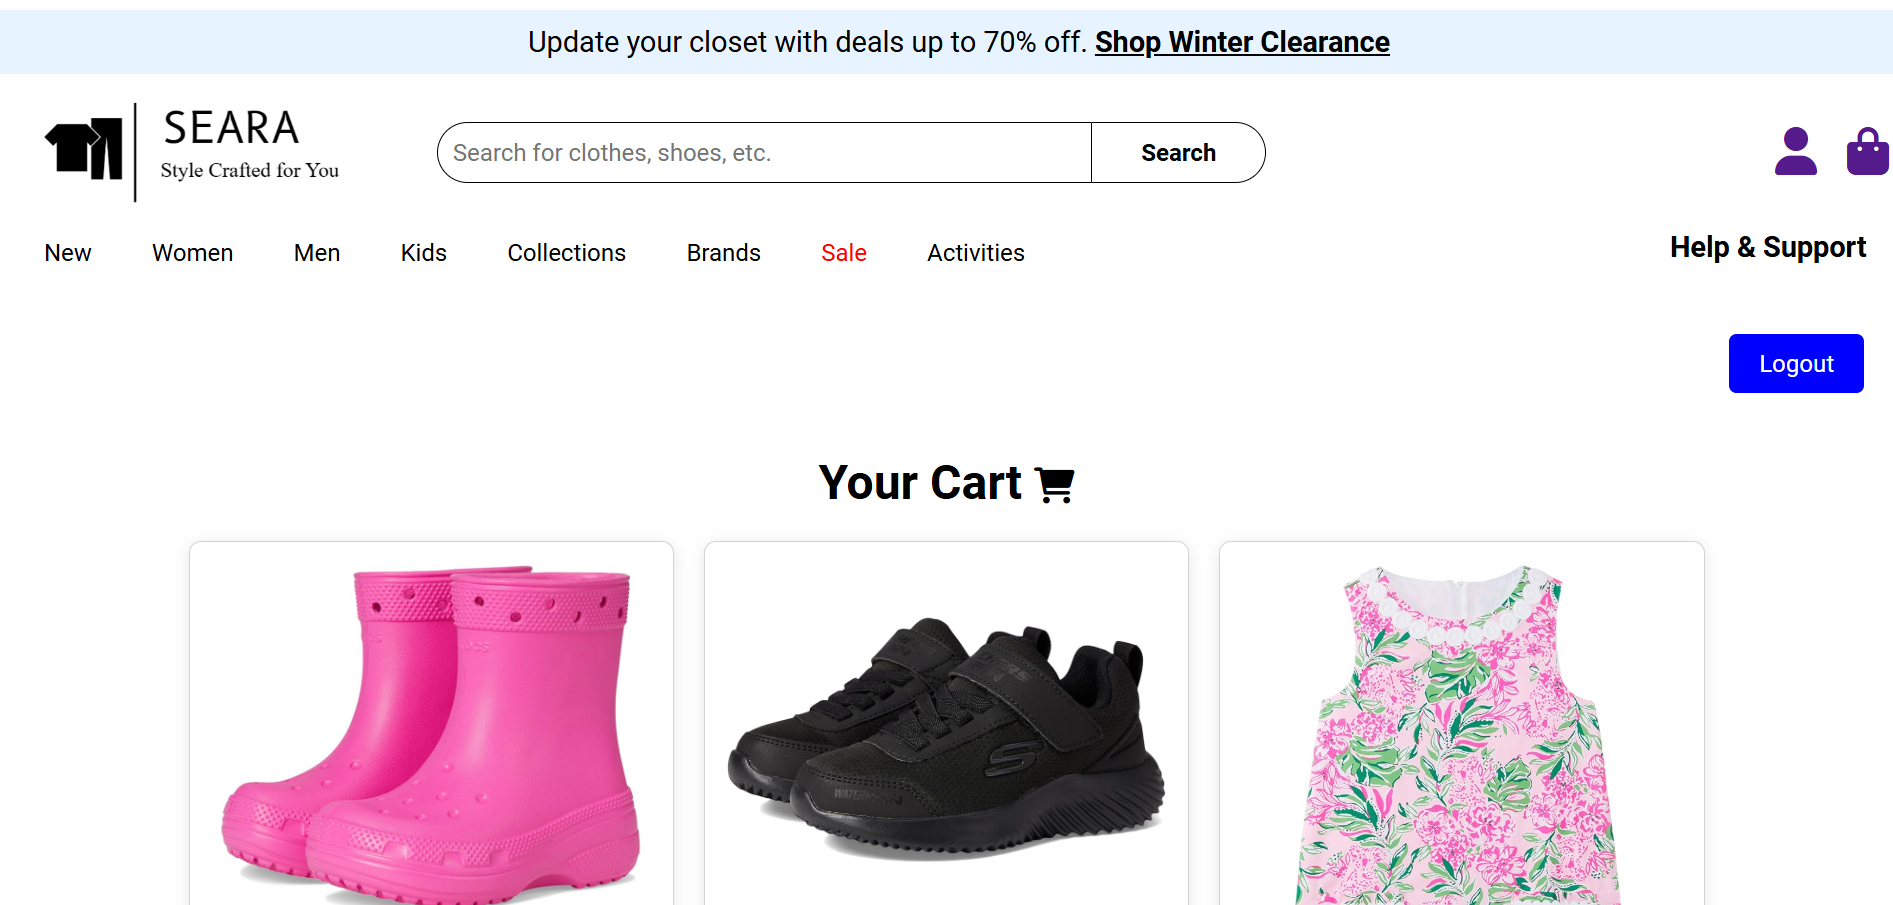 Update your closet with deals up to 70% off. Shop Winter Clearance
SEARA
Style Crafted for You
Search for clothes, shoes, etc.
Search
New Women Men Kids Collections Brands Sale Activities
Help & Support
Logout
Your Cart